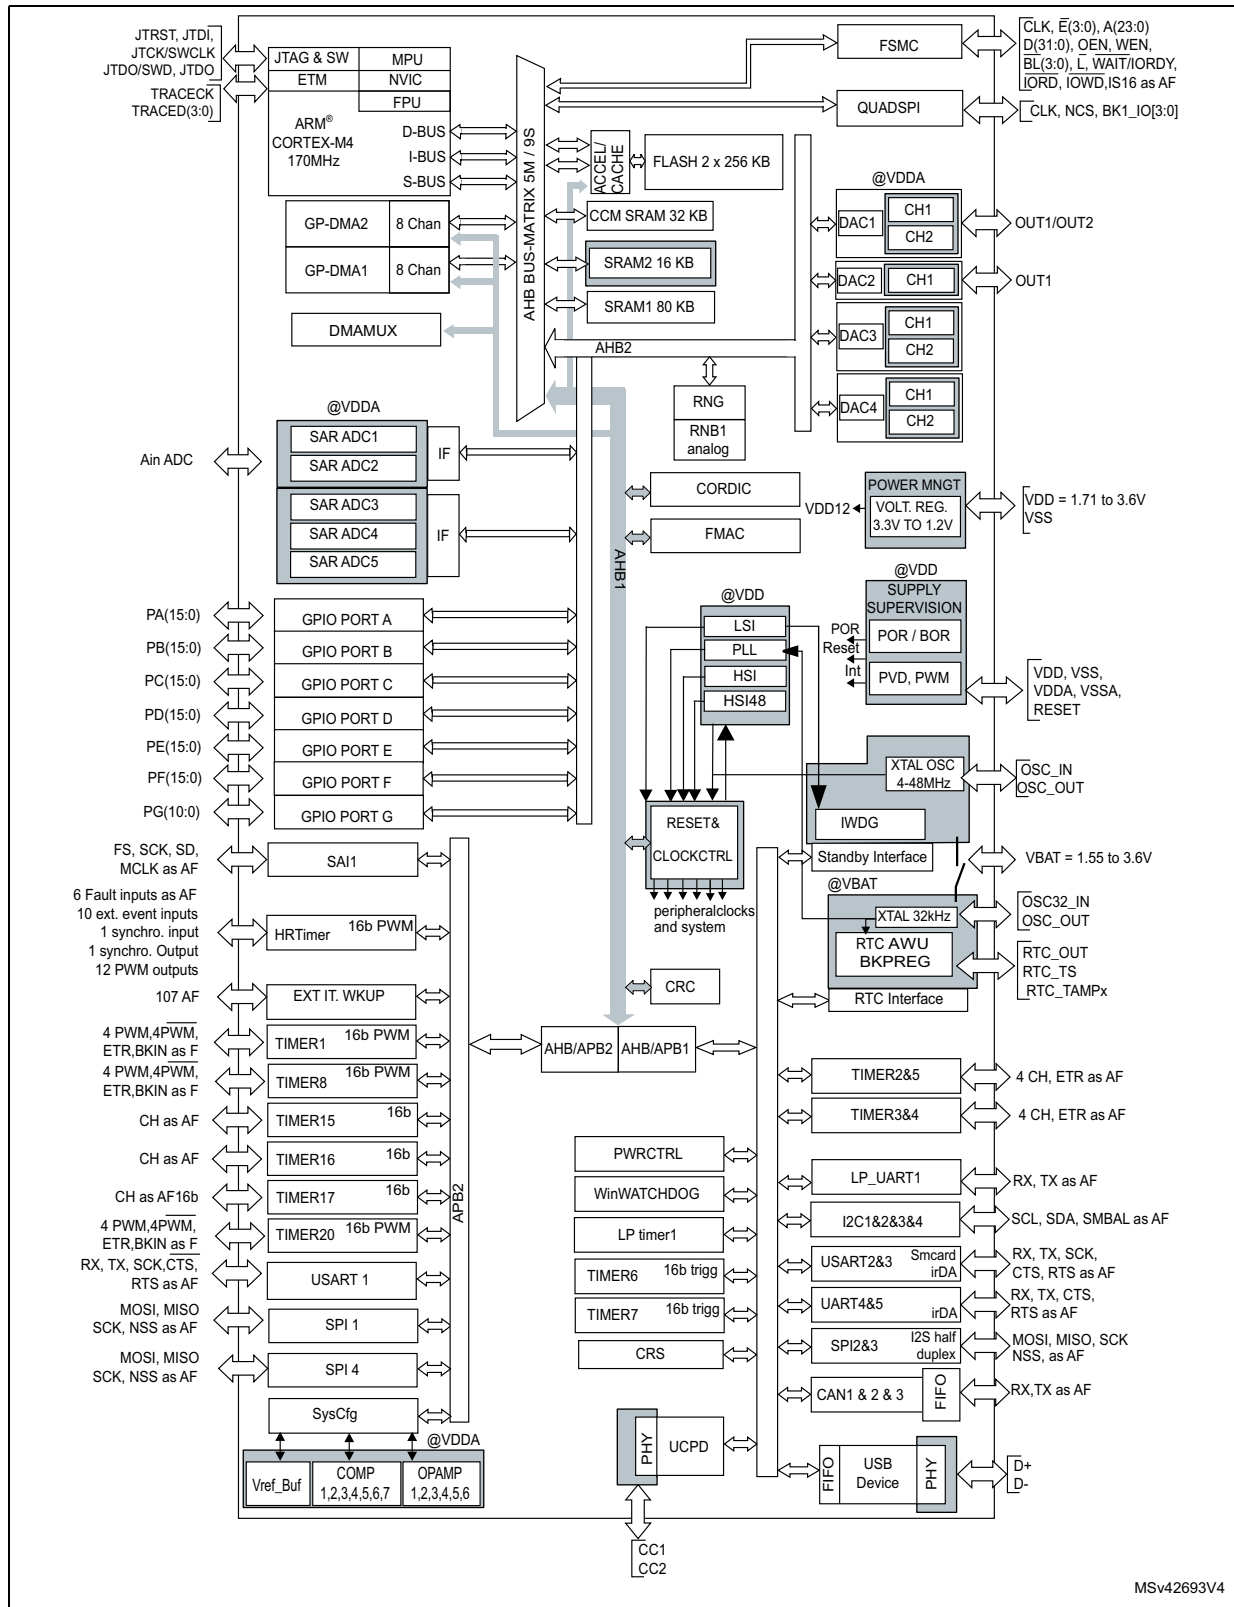 JTRST, JTDI,
JTCK/SWCLK
JTDO/SWD, JTDO
TRACECK
TRACED(3:0)
JTAG & SW
MPU
ETM
NVIC
FPU
ARM®
CORTEX-M4
170MHz
D-BUS
I-BUS
S-BUS
GP-DMA2
8 Chan
GP-DMA1
8 Chan
DMAMUX
AHB BUS-MATRIX 5M / 9S
ACCEL/
CACHE
FLASH 2 x 256 KB
CCM SRAM 32 KB
SRAM2 16 KB
SRAM1 80 KB
AHB2
RNG
RNB1
analog
FSMC
CLK, E(3:0), A(23:0)
D(31:0), OEN, WEN,
BL(3:0), L, WAIT/IORDY,
IORD, IOWD,IS16 as AF
QUADSPI
CLK, NCS, BK1_IO[3:0]
@VDDA
DAC1
CH1
CH2
OUT1/OUT2
DAC2
CH1
OUT1
DAC3
CH1
CH2
DAC4
CH1
CH2
@VDDA
Ain ADC
SAR ADC1
SAR ADC2
IF
SAR ADC3
SAR ADC4
SAR ADC5
IF
CORDIC
FMAC
AHB1
POWER MNGT
VDD12
VOLT. REG.
3.3V TO 1.2V
VDD = 1.71 to 3.6V
VSS
@VDD
SUPPLY
SUPERVISION
POR
Reset
Int
POR / BOR
PVD, PWM
VDD, VSS,
VDDA, VSSA,
RESET
@VDD
LSI
PLL
HSI
HSI48
PA(15:0)
GPIO PORT A
PB(15:0)
GPIO PORT B
PC(15:0)
GPIO PORT C
PD(15:0)
GPIO PORT D
PE(15:0)
GPIO PORT E
PF(15:0)
GPIO PORT F
PG(10:0)
GPIO PORT G
XTAL OSC
4-48MHz
OSC_IN
OSC_OUT
IWDG
RESET&
CLOCKCTRL
peripheralclocks
and system
Standby Interface
VBAT = 1.55 to 3.6V
@VBAT
XTAL 32kHz
OSC32_IN
OSC_OUT
RTC AWU
BKPREG
RTC_OUT
RTC_TS
RTC_TAMPx
RTC Interface
FS, SCK, SD,
MCLK as AF
SAI1
6 Fault inputs as AF
10 ext. event inputs
1 synchro. input
1 synchro. Output
12 PWM outputs
HRTimer
16b PWM
107 AF
EXT IT. WKUP
4 PWM,4PWM,
ETR,BKIN as F
TIMER1
16b PWM
4 PWM,4PWM,
ETR,BKIN as F
TIMER8
16b PWM
CH as AF
TIMER15
16b
CH as AF
TIMER16
16b
CH as AF16b
TIMER17
16b
4 PWM,4PWM,
ETR,BKIN as F
TIMER20
16b PWM
RX, TX, SCK,CTS,
RTS as AF
USART 1
MOSI, MISO
SCK, NSS as AF
SPI 1
MOSI, MISO
SCK, NSS as AF
SPI 4
SysCfg
@VDDA
Vref_Buf
COMP
1,2,3,4,5,6,7
OPAMP
1,2,3,4,5,6
APB2
CRC
AHB/APB2
AHB/APB1
PWRCTRL
WinWATCHDOG
LP timer1
TIMER6
16b trigg
TIMER7
16b trigg
CRS
PHY
UCPD
CC1
CC2
TIMER2&5
4 CH, ETR as AF
TIMER3&4
4 CH, ETR as AF
LP_UART1
RX, TX as AF
I2C1&2&3&4
SCL, SDA, SMBAL as AF
USART2&3
Smcard
irDA
RX, TX, SCK,
CTS, RTS as AF
UART4&5
irDA
RX, TX, CTS,
RTS as AF
SPI2&3
I2S half
duplex
MOSI, MISO, SCK
NSS, as AF
CAN1 & 2 & 3
FIFO
RX,TX as AF
FIFO
USB
Device
PHY
D+
D-
MSv42693V4